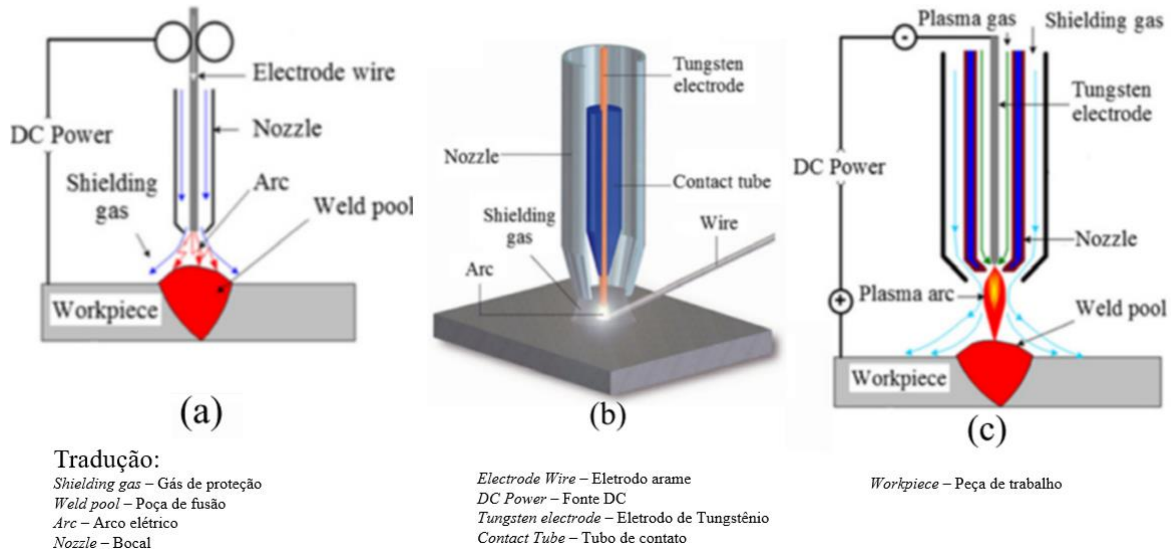 Electrode wire
DC Power
Nozzle
Shielding
gas
Arc
Weld pool
Workpiece
(a)
Tungsten
electrode
Nozzle
Contact tube
Shielding
gas
Wire
Arc
(b)
Plasma gas
Shielding gas
-
Tungsten
electrode
DC Power
Nozzle
+
Plasma arc
Weld pool
Workpiece
(c)
Tradução:
Shielding gas – Gás de proteção
Weld pool – Poça de fusão
Arc – Arco elétrico
Nozzle – Bocal
Electrode Wire – Eletrodo arame
DC Power – Fonte DC
Tungsten electrode – Eletrodo de Tungstênio
Contact Tube – Tubo de contato
Workpiece – Peça de trabalho